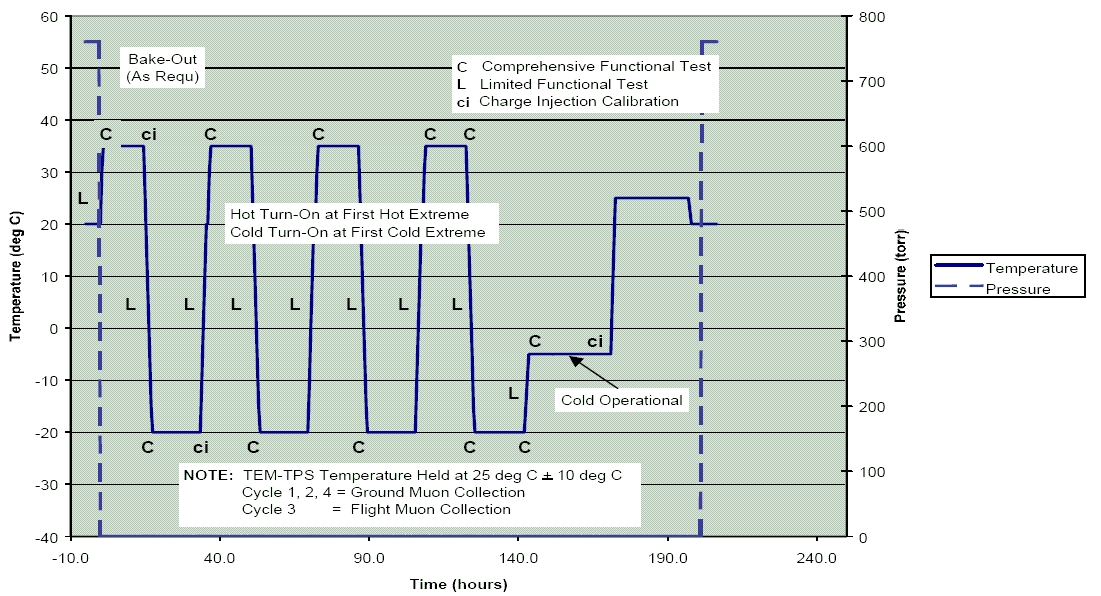 60
50
40
30
20
10
0
-10
-20
-30
-40
Temperature (deg C)
800
700
600
500
400
300
200
100
0
Pressure (torr)
-10.0
40.0
90.0
140.0
190.0
240.0
Time (hours)
Bake-Out
(As Requ)
C Comprehensive Functional Test
L Limited Functional Test
ci Charge Injection Calibration
C ci C C C C
L
Hot Turn-On at First Hot Extreme
Cold Turn-On at First Cold Extreme
L L L L L L L
C ci
L
Cold Operational
C ci C C C C
NOTE: TEM-TPS Temperature Held at 25 deg C ± 10 deg C
Cycle 1, 2, 4 = Ground Muon Collection
Cycle 3 = Flight Muon Collection
Temperature
Pressure